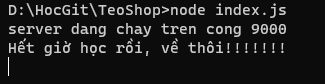 D:\HocGit\TeoShop>node index.js
server dang chay tren cong 9000
Hết giờ học rồi, về thôi!!!!!!!